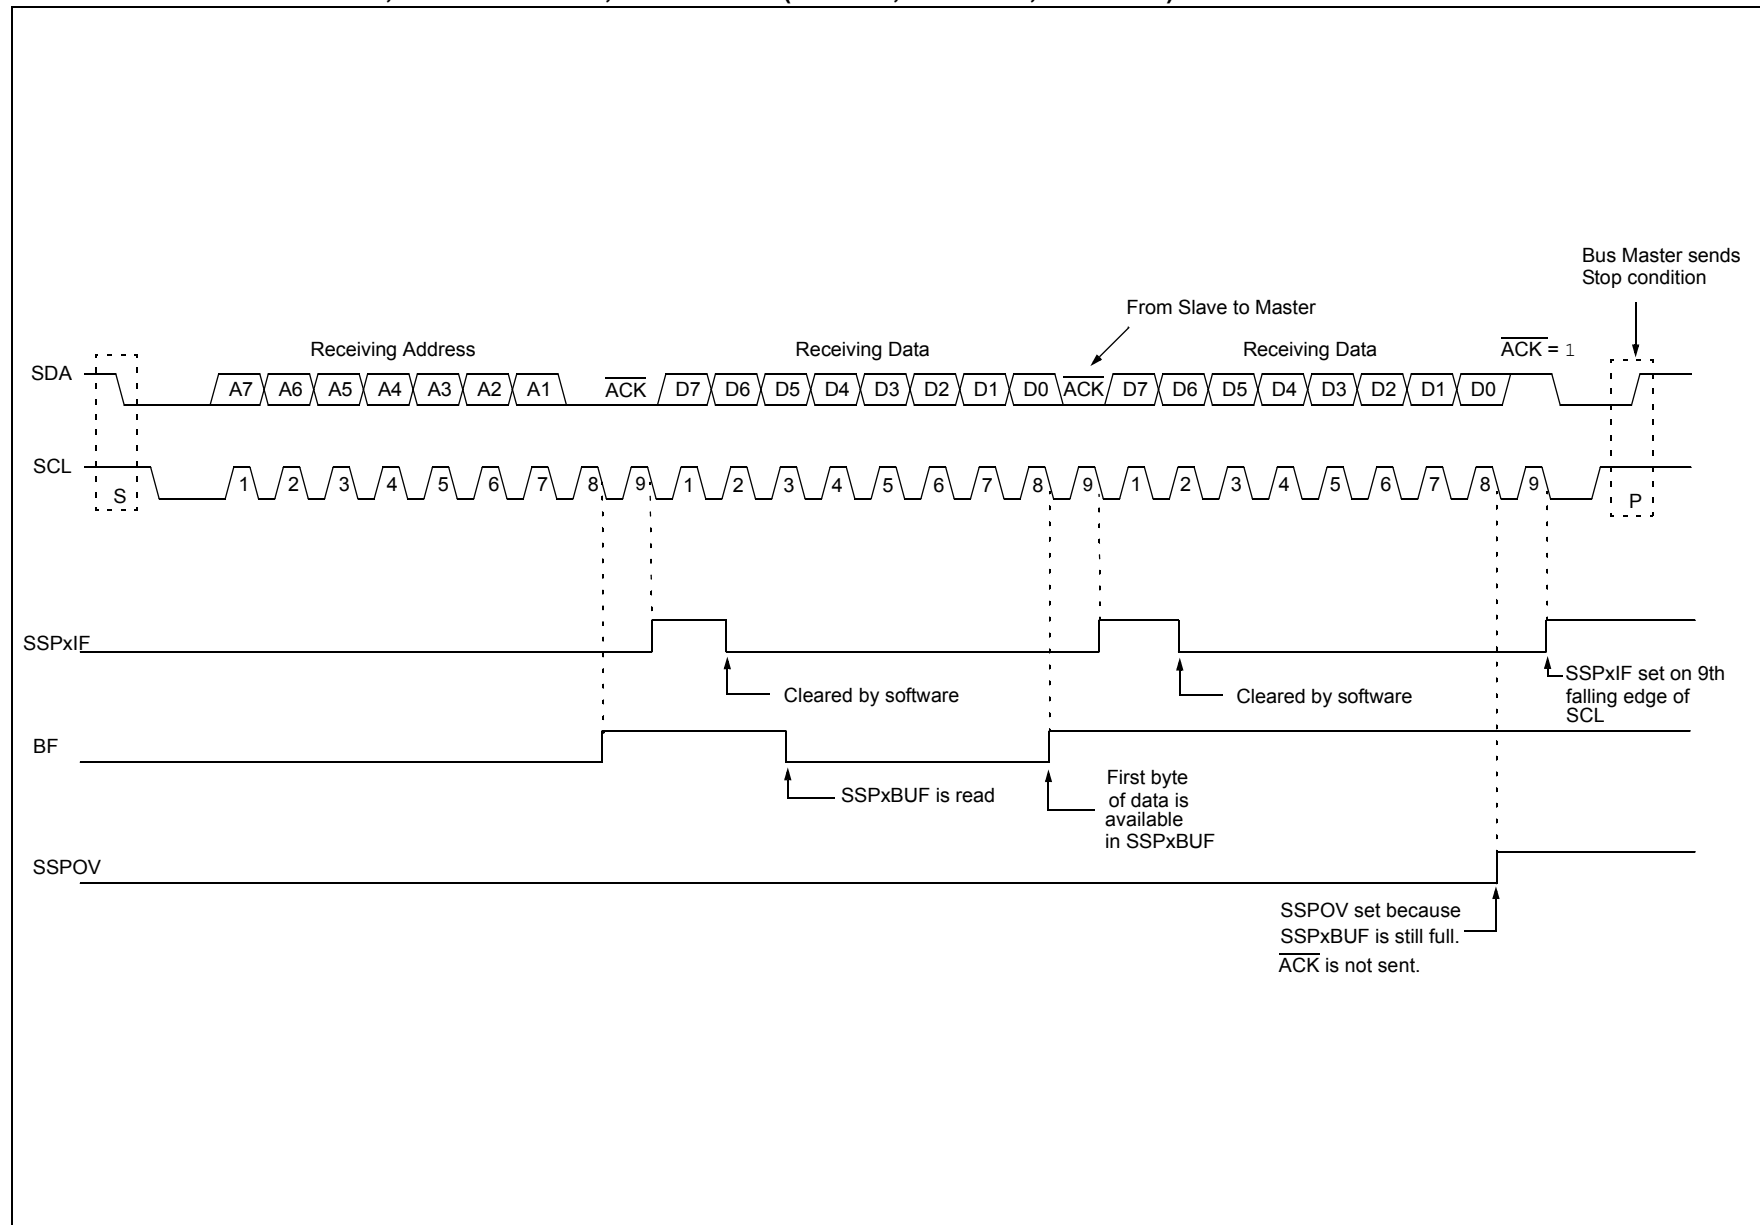 Bus Master sends
Stop condition
From Slave to Master
Receiving Address
Receiving Data
Receiving Data
ACK = 1
SDA
A7 A6 A5 A4 A3 A2 A1 ACK D7 D6 D5 D4 D3 D2 D1 D0 ACK D7 D6 D5 D4 D3 D2 D1 D0
SCL
S
1 2 3 4 5 6 7 8 9 1 2 3 4 5 6 7 8 9 1 2 3 4 5 6 7 8 9
P
SSPxIF
Cleared by software
Cleared by software
SSPxIF set on 9th
falling edge of
SCL
BF
SSPxBUF is read
First byte
of data is
available
in SSPxBUF
SSPOV
SSPOV set because
SSPxBUF is still full.
ACK is not sent.